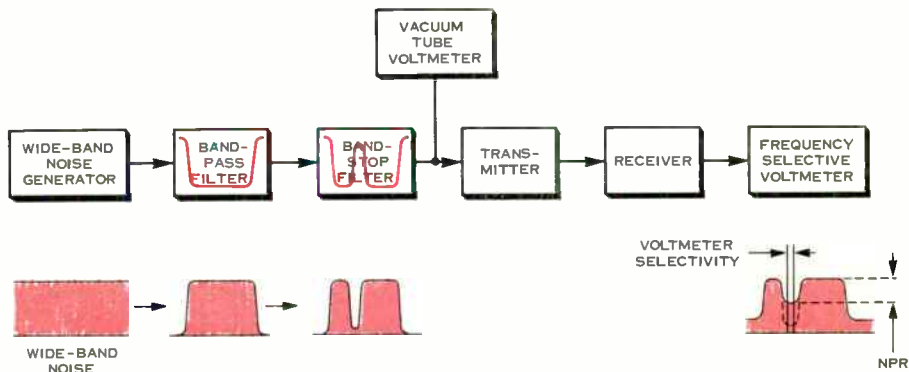 VACUUM
TUBE
VOLTMETER
WIDE-BAND
NOISE
GENERATOR
BAND-
PASS
FILTER
BAND-
STOP
FILTER
TRANS-
MITTER
RECEIVER
FREQUENCY
SELECTIVE
VOLTMETER
VOLTMETER
SELECTIVITY
WIDE-BAND
NOISE
NPR